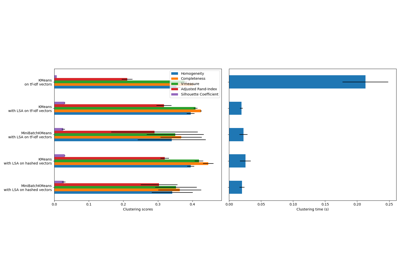 Homogeneity
Completeness
V-measure
Adjusted Rand-Index
Silhouette Coefficient
KMeans
on tf-idf vectors
KMeans
with LSA on tf-idf vectors
MiniBatchKMeans
with LSA on tf-idf vectors
KMeans
with LSA on hashed vectors
MiniBatchKMeans
with LSA on hashed vectors
0.0 0.1 0.2 0.3 0.4
Clustering scores
0.00 0.05 0.10 0.15 0.20 0.25
Clustering time (s)